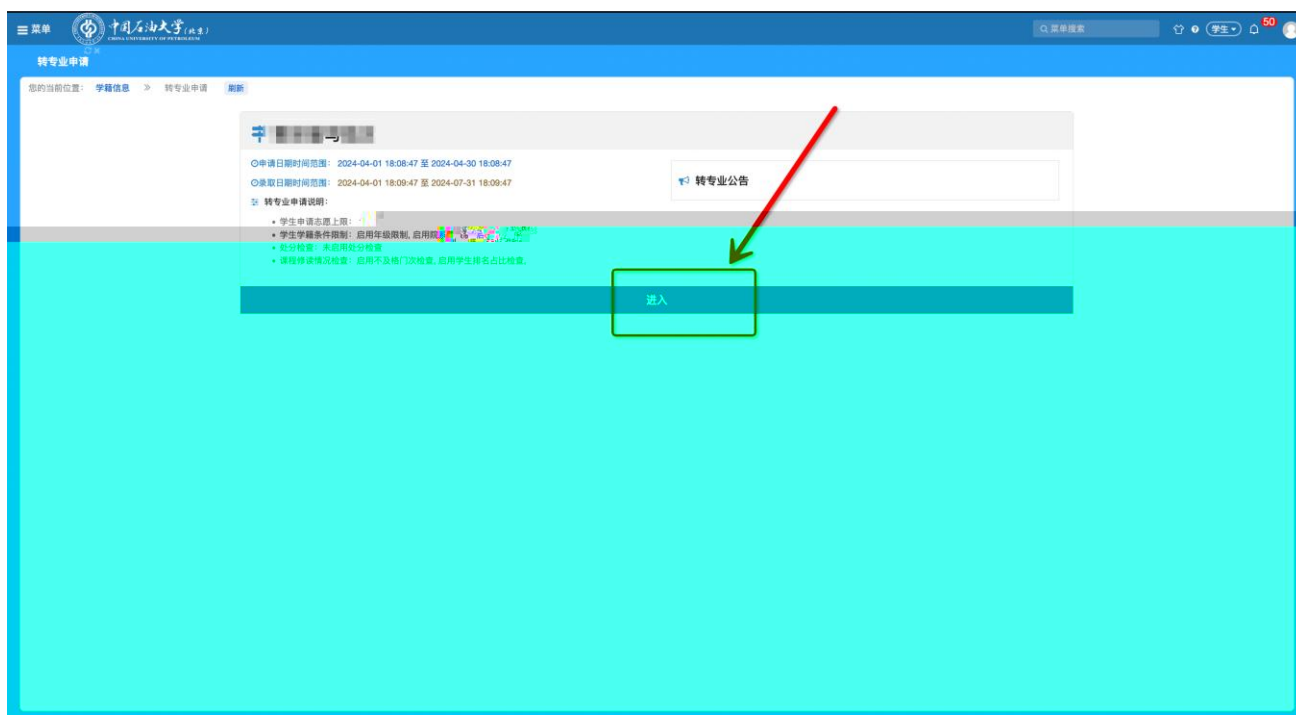 菜单 中国石油大学(北京) 菜单搜索 学生 50
CHINA UNIVERSITY OF PETROLEUM
转专业申请
您的当前位置： 学籍信息 》 转专业申请 刷新
申请日期时间范围： 2024-04-01 18:08:47 至 2024-04-30 18:08:47
转专业公告
录取日期时间范围： 2024-04-01 18:09:47 至 2024-07-31 18:09:47
转专业申请说明：
• 学生申请志愿上限：
• 学生学籍条件限制：启用年级限制, 启用院系
• 处分检查：未启用处分检查
• 课程修读情况检查：启用不及格门次检查, 启用学生排名占比检查,
进入